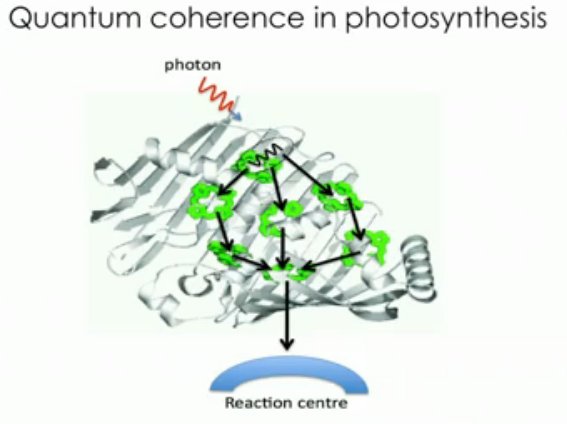 Quantum coherence in photosynthesis
photon
Reaction centre